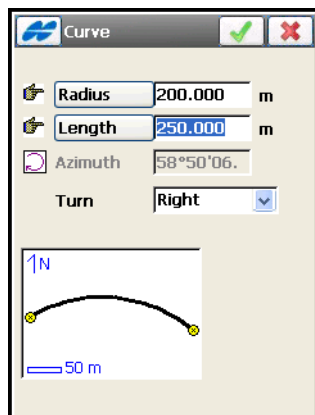 Curve
Radius 200.000 m
Length 250.000 m
Azimuth 58°50'06.
Turn Right
N
50 m